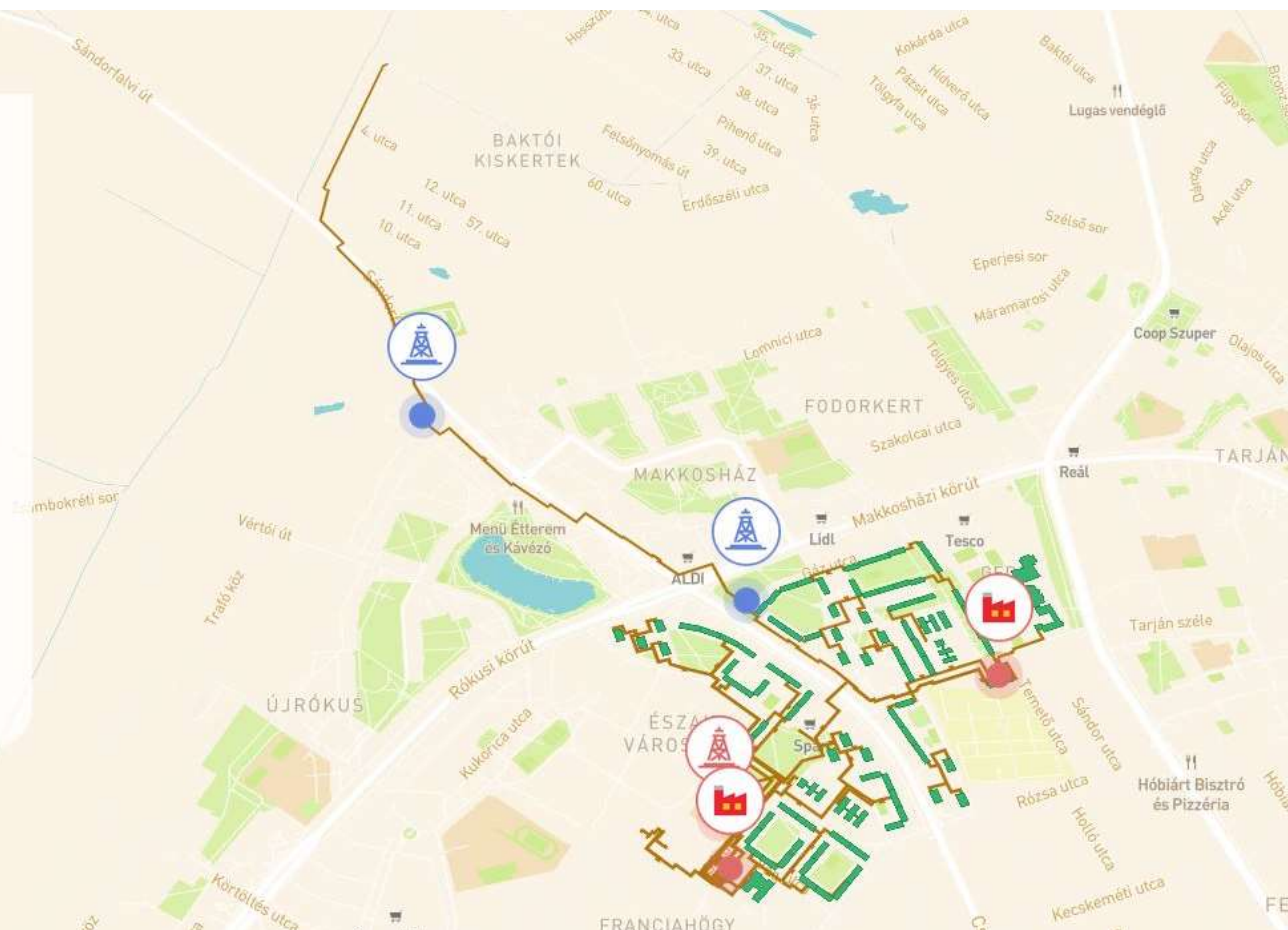 Sándorfalvi út
35. utca
33. utca
37. utca
38. utca
36. utca
Kokárda utca
Hídverő utca
Pázsit utca
Tölgyfa utca
Baktói utca
Lugas vendéglő
Füge sor
4. utca
BAKTÓI
KISKERTEK
Felsőnyomás út
Pihenő utca
39. utca
60. utca
Erdőszéli utca
12. utca
11. utca
10. utca
57. utca
Acél utca
Szélső sor
Eperjesi sor
Máramarosi utca
Coop Szuper
Olajos utca
Lomnici utca
Tölgyes utca
FODORKERT
Szakolcai utca
Reál
TARJÁN
MAKKOSHÁZ
Makkosházi körút
Vértói út
Menü Étterem
és Kávézó
Lidl
Tesco
ALDI
Gáz utca
Trafó köz
Tarján széle
Rókusi körút
ÚJRÓKUS
Kukorica utca
Temető utca
Sándor utca
Rózsa utca
Holló utca
Hóbiárt Bisztró
és Pizzéria
Körtöltés utca
Kecskeméti utca
FRANCIAHÖGY